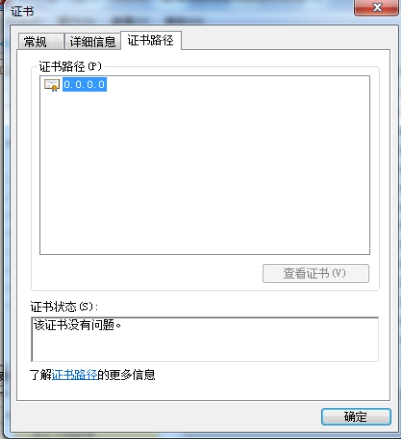 证书
常规 详细信息 证书路径
证书路径(P)
0.0.0.0
查看证书(V)
证书状态(S):
该证书没有问题。
了解证书路径的更多信息
确定